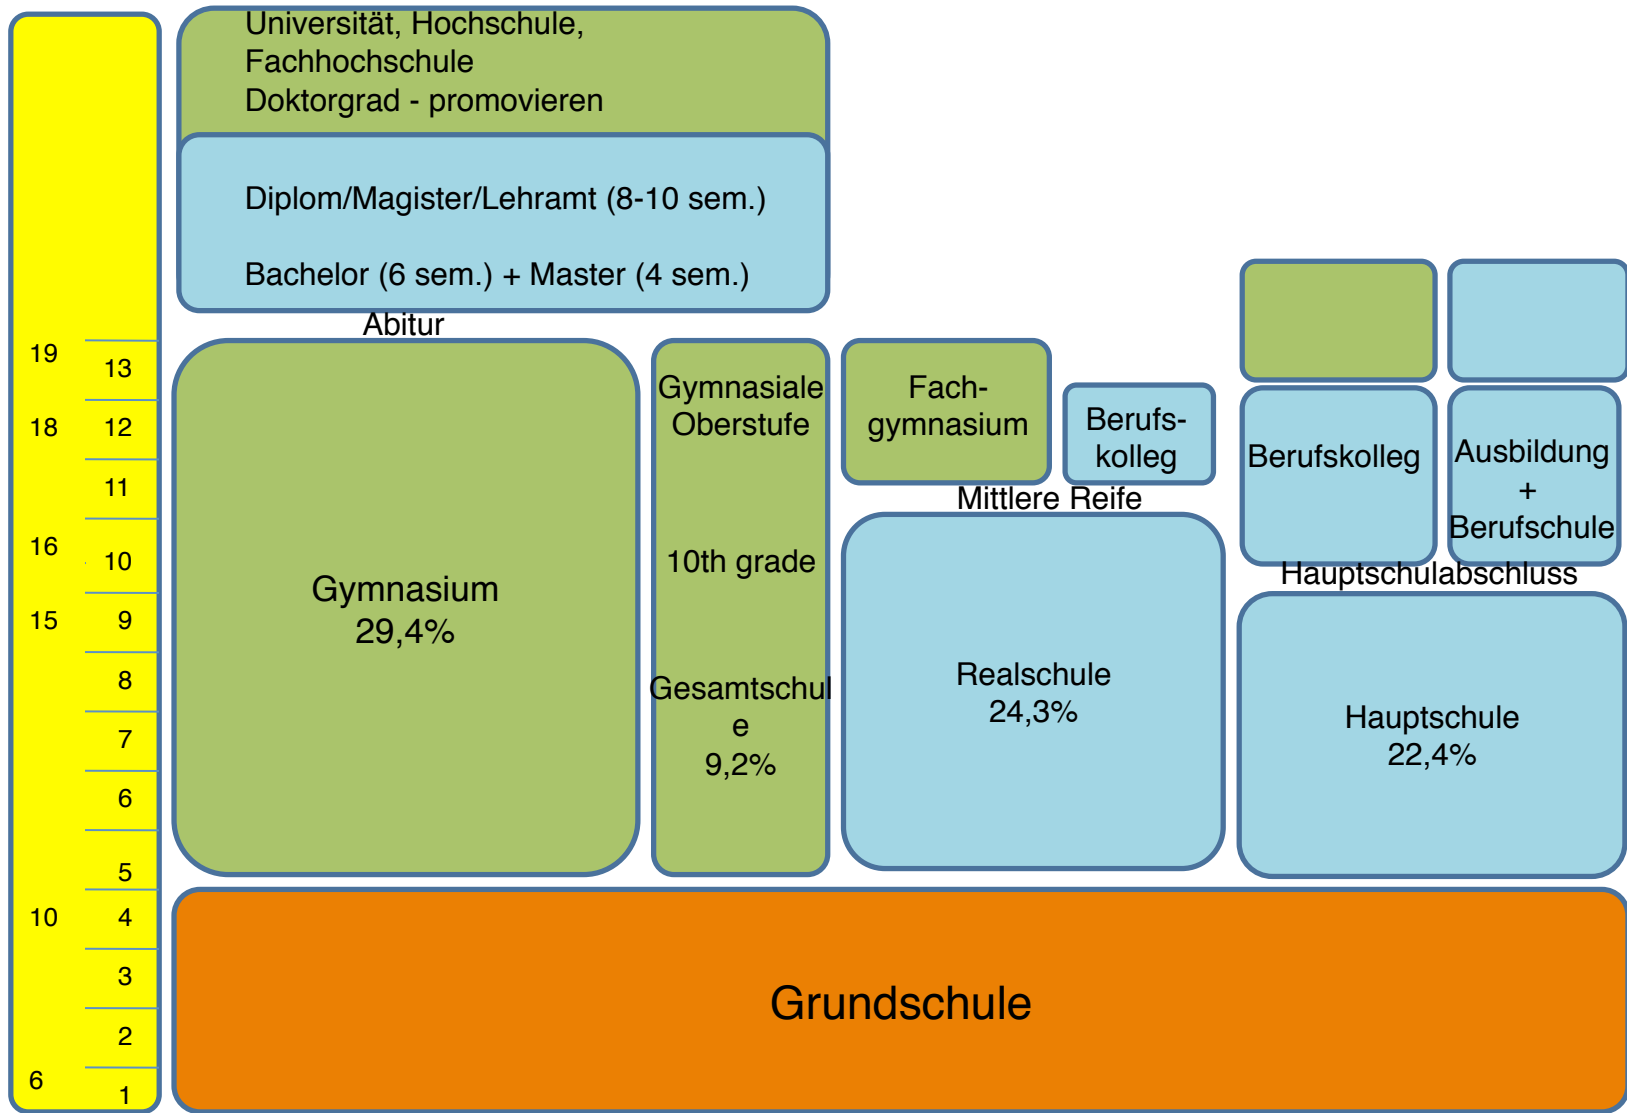 Universität, Hochschule,
Fachhochschule
Doktorgrad - promovieren
Diplom/Magister/Lehramt (8-10 sem.)
Bachelor (6 sem.) + Master (4 sem.)
Abitur
19
13
18
12
11
16
10
15
9
8
7
6
5
10
4
3
2
6
1
Gymnasium
29,4%
Gymnasiale
Oberstufe
10th grade
Gesamtschul
e
9,2%
Fach-
gymnasium
Berufs-
kolleg
Mittlere Reife
Realschule
24,3%
Berufskolleg
Ausbildung
+
Berufschule
Hauptschulabschluss
Hauptschule
22,4%
Grundschule